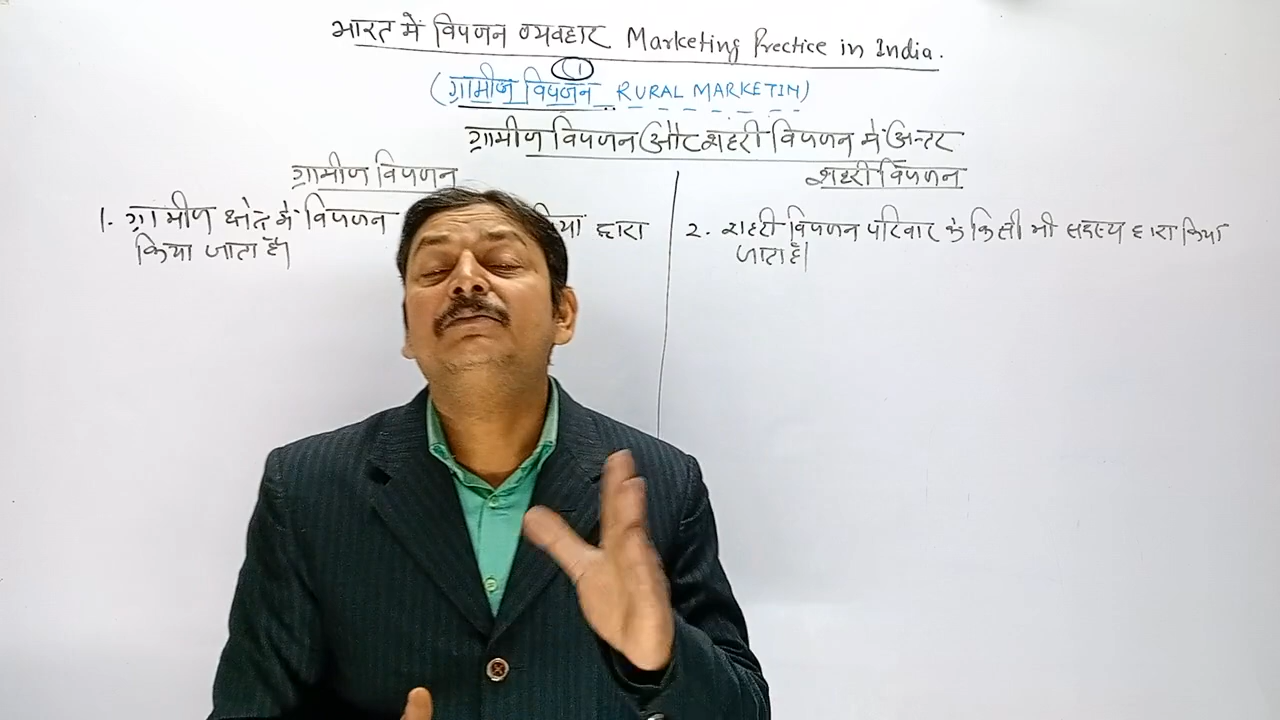 भारत में विपणन व्यवहार Marketing Prectice in India.
1
(ग्रामीण विपणन .. RURAL MARKETIN)
ग्रामीण विपणन और शहरी विपणन में अन्तर
ग्रामीण विपणन
शहरी विपणन
1. ग्रामीण क्षेत्र में विपणन द्वारा
किया जाता है।
2. शहरी विपणन परिवार के किसी भी सदस्य द्वारा किया
जाता है।